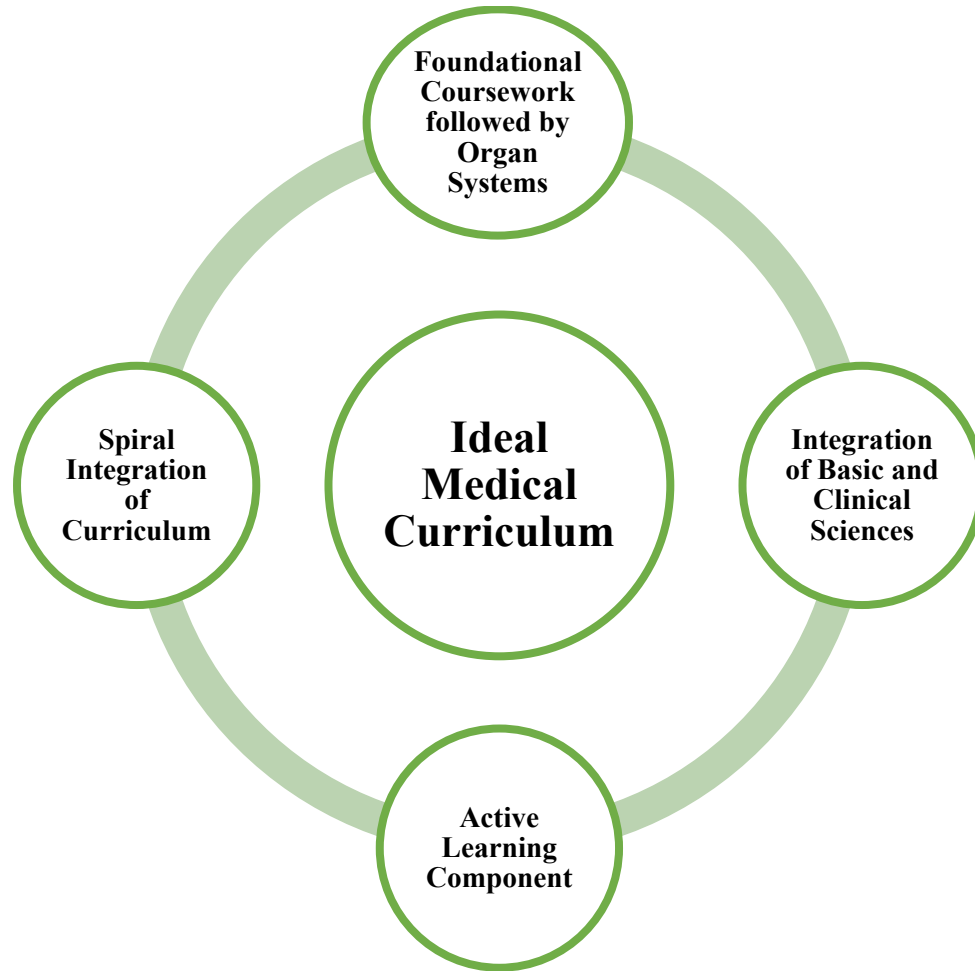 Foundational
Coursework
followed by
Organ
Systems
Spiral
Integration
of
Curriculum
Ideal
Medical
Curriculum
Integration
of Basic and
Clinical
Sciences
Active
Learning
Component